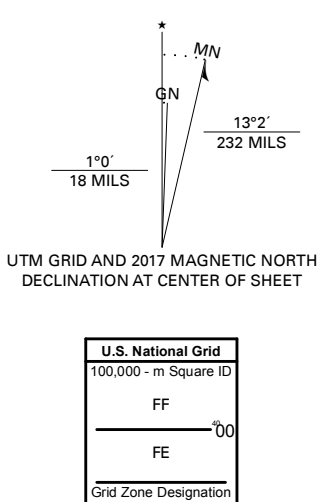 ★
MN
GN
13°2´
232 MILS
1°0´
18 MILS
UTM GRID AND 2017 MAGNETIC NORTH
DECLINATION AT CENTER OF SHEET
U.S. National Grid
100,000 - m Square ID
FF
4000
FE
Grid Zone Designation